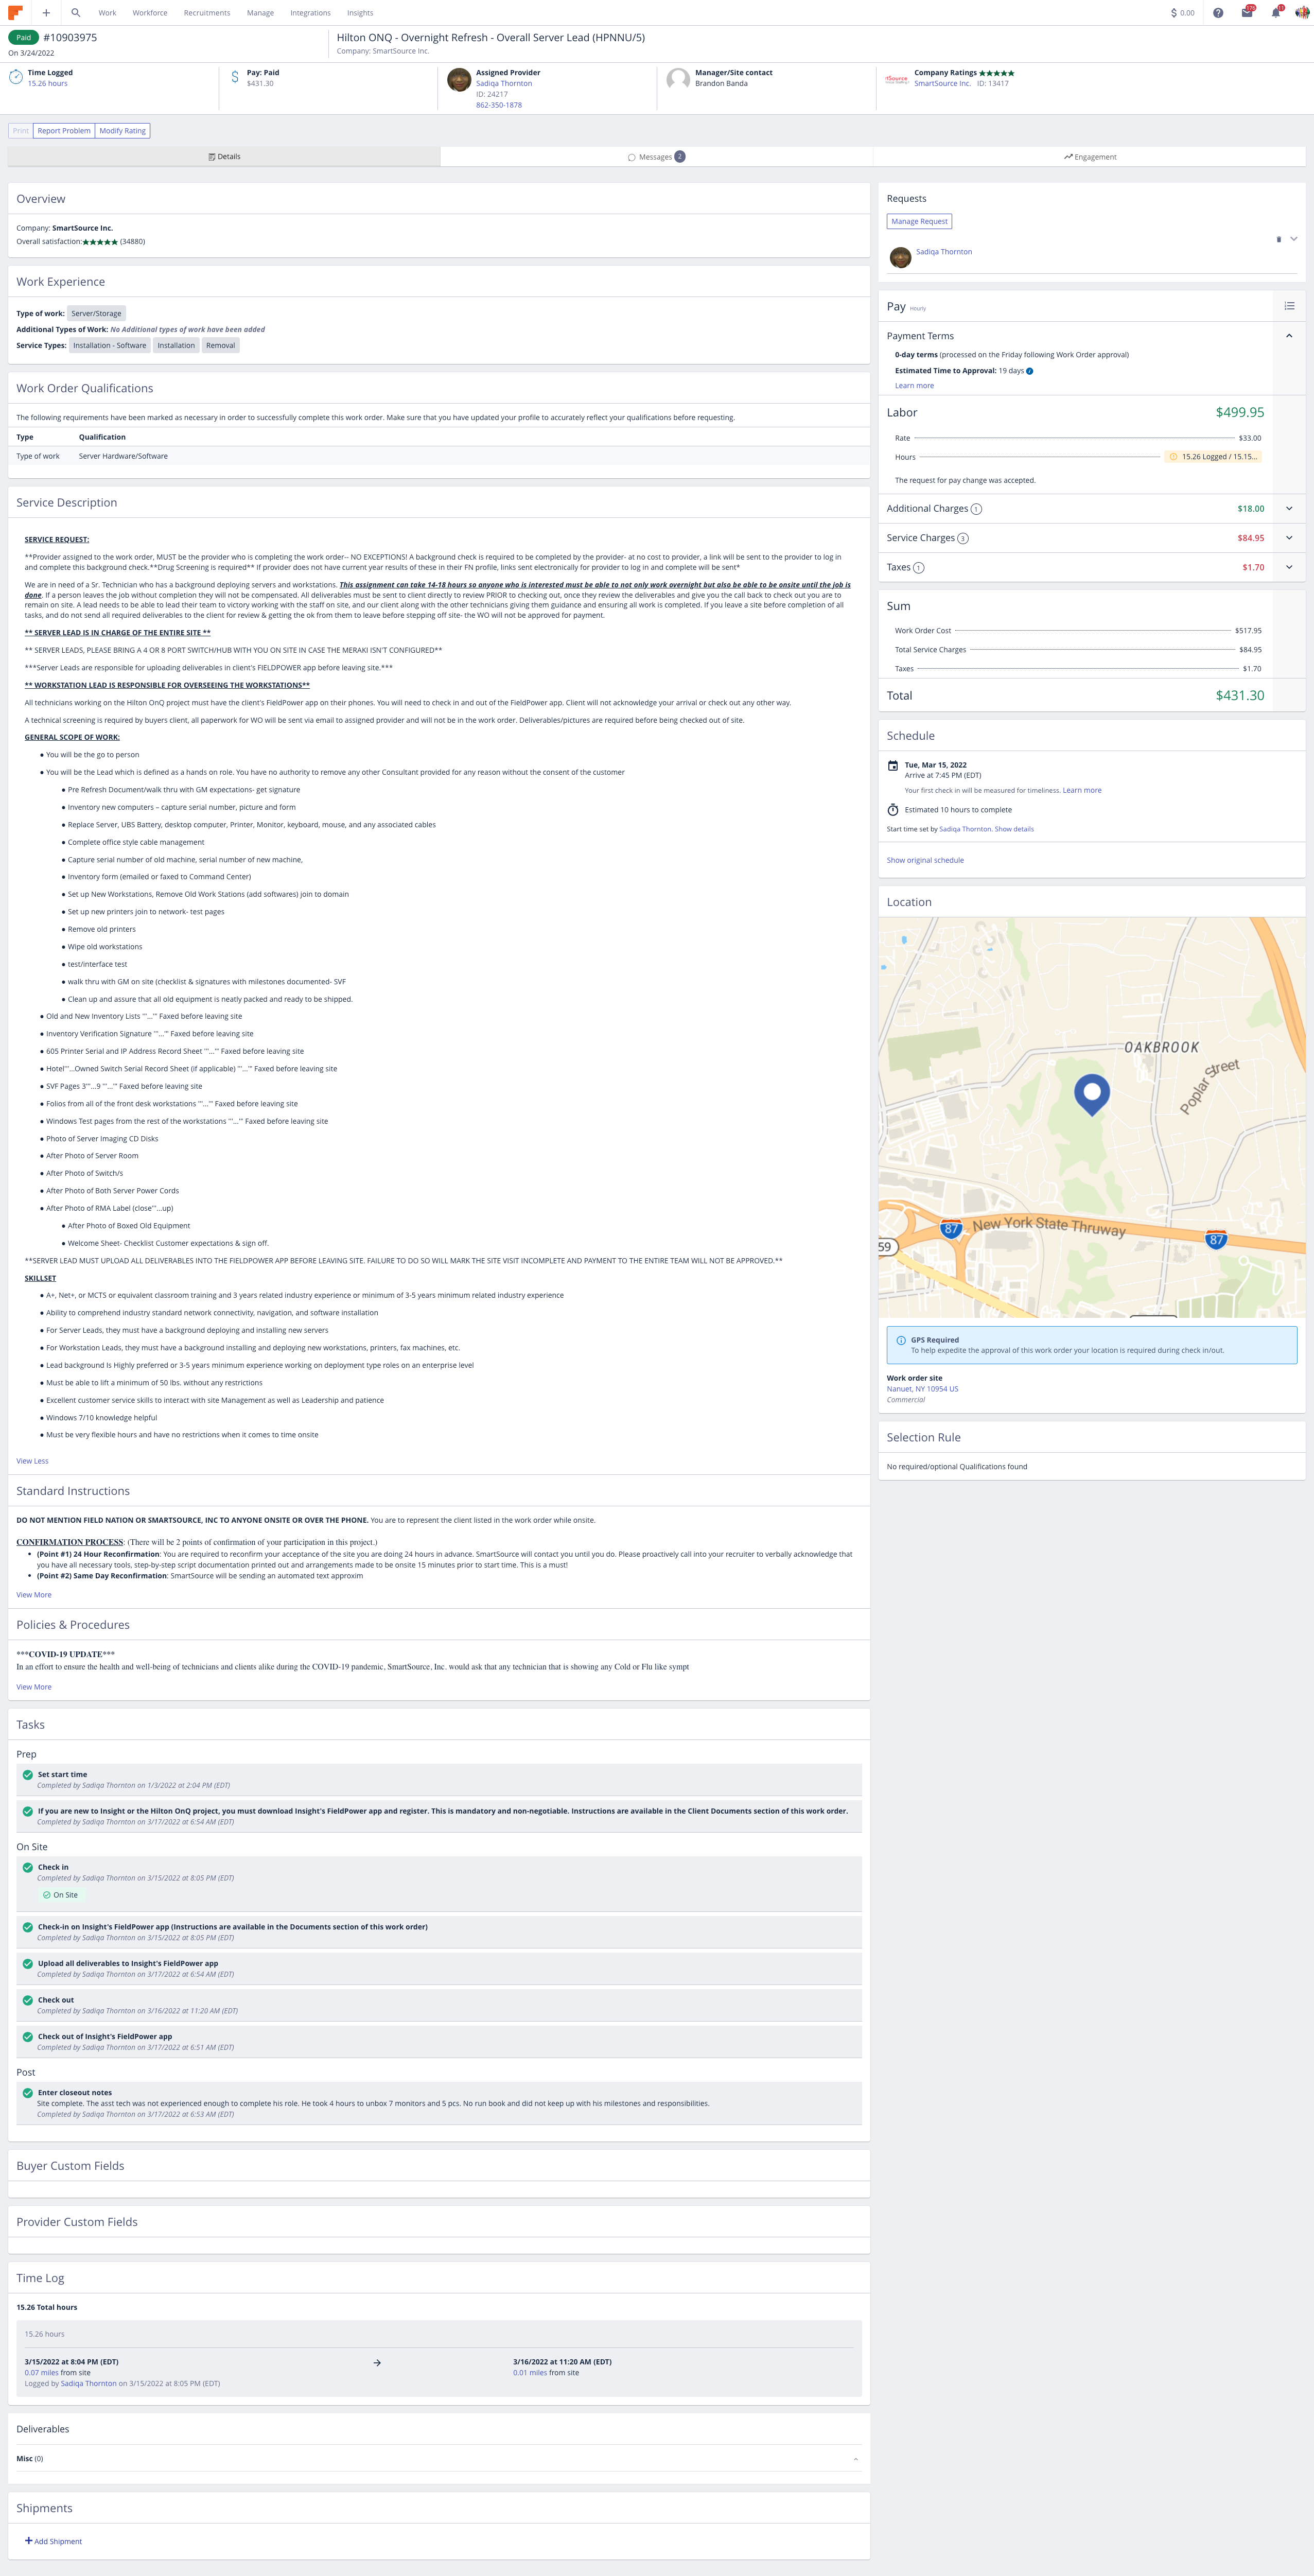 Work Workforce Recruitments Manage Integrations Insights
$ 0.00
Paid #10903975
On 3/24/2022
Hilton ONQ - Overnight Refresh - Overall Server Lead (HPNNU/5)
Company: SmartSource Inc.
Time Logged
15.26 hours
Pay: Paid
$431.30
Assigned Provider
Sadiqa Thornton
ID: 24217
862-350-1878
Manager/Site contact
Brandon Banda
Company Ratings
SmartSource Inc. ID: 13417
Print Report Problem Modify Rating
Details
Messages 2
Engagement
Overview
Company: SmartSource Inc.
Overall satisfaction: (34880)
Work Experience
Type of work: Server/Storage
Additional Types of Work: No Additional types of work have been added
Service Types: Installation - Software Installation Removal
Work Order Qualifications
The following requirements have been marked as necessary in order to successfully complete this work order. Make sure that you have updated your profile to accurately reflect your qualifications before requesting.
Type Qualification
Type of work Server Hardware/Software
Service Description
SERVICE REQUEST:
**Provider assigned to the work order, MUST be the provider who is completing the work order-- NO EXCEPTIONS! A background check is required to be completed by the provider- at no cost to provider, a link will be sent to the provider to log in
and complete this background check.**Drug Screening is required** If provider does not have current year results of these in their FN profile, links sent electronically for provider to log in and complete will be sent*
We are in need of a Sr. Technician who has a background deploying servers and workstations. This assignment can take 14-18 hours so anyone who is interested must be able to not only work overnight but also be able to be onsite until the job is
done. If a person leaves the job without completion they will not be compensated. All deliverables must be sent to client directly to review PRIOR to checking out, once they review the deliverables and give you the call back to check out you are to
remain on site. A lead needs to be able to lead their team to victory working with the staff on site, and our client along with the other technicians giving them guidance and ensuring all work is completed. If you leave a site before completion of all
tasks, and do not send all required deliverables to the client for review & getting the ok from them to leave before stepping off site- the WO will not be approved for payment.
** SERVER LEAD IS IN CHARGE OF THE ENTIRE SITE **
** SERVER LEADS, PLEASE BRING A 4 OR 8 PORT SWITCH/HUB WITH YOU ON SITE IN CASE THE MERAKI ISN'T CONFIGURED**
***Server Leads are responsible for uploading deliverables in client's FIELDPOWER app before leaving site.***
** WORKSTATION LEAD IS RESPONSIBLE FOR OVERSEEING THE WORKSTATIONS**
All technicians working on the Hilton OnQ project must have the client's FieldPower app on their phones. You will need to check in and out of the FieldPower app. Client will not acknowledge your arrival or check out any other way.
A technical screening is required by buyers client, all paperwork for WO will be sent via email to assigned provider and will not be in the work order. Deliverables/pictures are required before being checked out of site.
GENERAL SCOPE OF WORK:
● You will be the go to person
● You will be the Lead which is defined as a hands on role. You have no authority to remove any other Consultant provided for any reason without the consent of the customer
● Pre Refresh Document/walk thru with GM expectations- get signature
● Inventory new computers – capture serial number, picture and form
● Replace Server, UBS Battery, desktop computer, Printer, Monitor, keyboard, mouse, and any associated cables
● Complete office style cable management
● Capture serial number of old machine, serial number of new machine,
● Inventory form (emailed or faxed to Command Center)
● Set up New Workstations, Remove Old Work Stations (add softwares) join to domain
● Set up new printers join to network- test pages
● Remove old printers
● Wipe old workstations
● test/interface test
● walk thru with GM on site (checklist & signatures with milestones documented- SVF
● Clean up and assure that all old equipment is neatly packed and ready to be shipped.
● Old and New Inventory Lists '"...'" Faxed before leaving site
● Inventory Verification Signature '"...'" Faxed before leaving site
● 605 Printer Serial and IP Address Record Sheet '"...'" Faxed before leaving site
● Hotel'"...Owned Switch Serial Record Sheet (if applicable) '"...'" Faxed before leaving site
● SVF Pages 3'"...9 '"...'" Faxed before leaving site
● Folios from all of the front desk workstations '"...'" Faxed before leaving site
● Windows Test pages from the rest of the workstations '"...'" Faxed before leaving site
● Photo of Server Imaging CD Disks
● After Photo of Server Room
● After Photo of Switch/s
● After Photo of Both Server Power Cords
● After Photo of RMA Label (close'"...up)
● After Photo of Boxed Old Equipment
● Welcome Sheet- Checklist Customer expectations & sign off.
**SERVER LEAD MUST UPLOAD ALL DELIVERABLES INTO THE FIELDPOWER APP BEFORE LEAVING SITE. FAILURE TO DO SO WILL MARK THE SITE VISIT INCOMPLETE AND PAYMENT TO THE ENTIRE TEAM WILL NOT BE APPROVED.**
SKILLSET
● A+, Net+, or MCTS or equivalent classroom training and 3 years related industry experience or minimum of 3-5 years minimum related industry experience
● Ability to comprehend industry standard network connectivity, navigation, and software installation
● For Server Leads, they must have a background deploying and installing new servers
● For Workstation Leads, they must have a background installing and deploying new workstations, printers, fax machines, etc.
● Lead background Is Highly preferred or 3-5 years minimum experience working on deployment type roles on an enterprise level
● Must be able to lift a minimum of 50 lbs. without any restrictions
● Excellent customer service skills to interact with site Management as well as Leadership and patience
● Windows 7/10 knowledge helpful
● Must be very flexible hours and have no restrictions when it comes to time onsite
View Less
Standard Instructions
DO NOT MENTION FIELD NATION OR SMARTSOURCE, INC TO ANYONE ONSITE OR OVER THE PHONE. You are to represent the client listed in the work order while onsite.
CONFIRMATION PROCESS: (There will be 2 points of confirmation of your participation in this project.)
• (Point #1) 24 Hour Reconfirmation: You are required to reconfirm your acceptance of the site you are doing 24 hours in advance. SmartSource will contact you until you do. Please proactively call into your recruiter to verbally acknowledge that
you have all necessary tools, step-by-step script documentation printed out and arrangements made to be onsite 15 minutes prior to start time. This is a must!
• (Point #2) Same Day Reconfirmation: SmartSource will be sending an automated text approxim
View More
Policies & Procedures
***COVID-19 UPDATE***
In an effort to ensure the health and well-being of technicians and clients alike during the COVID-19 pandemic, SmartSource, Inc. would ask that any technician that is showing any Cold or Flu like sympt
View More
Tasks
Prep
Set start time
Completed by Sadiqa Thornton on 1/3/2022 at 2:04 PM (EDT)
If you are new to Insight or the Hilton OnQ project, you must download Insight's FieldPower app and register. This is mandatory and non-negotiable. Instructions are available in the Client Documents section of this work order.
Completed by Sadiqa Thornton on 3/17/2022 at 6:54 AM (EDT)
On Site
Check in
Completed by Sadiqa Thornton on 3/15/2022 at 8:05 PM (EDT)
On Site
Check-in on Insight's FieldPower app (Instructions are available in the Documents section of this work order)
Completed by Sadiqa Thornton on 3/15/2022 at 8:05 PM (EDT)
Upload all deliverables to Insight's FieldPower app
Completed by Sadiqa Thornton on 3/17/2022 at 6:54 AM (EDT)
Check out
Completed by Sadiqa Thornton on 3/16/2022 at 11:20 AM (EDT)
Check out of Insight's FieldPower app
Completed by Sadiqa Thornton on 3/17/2022 at 6:51 AM (EDT)
Post
Enter closeout notes
Site complete. The asst tech was not experienced enough to complete his role. He took 4 hours to unbox 7 monitors and 5 pcs. No run book and did not keep up with his milestones and responsibilities.
Completed by Sadiqa Thornton on 3/17/2022 at 6:53 AM (EDT)
Buyer Custom Fields
Provider Custom Fields
Time Log
15.26 Total hours
15.26 hours
3/15/2022 at 8:04 PM (EDT)
0.07 miles from site
Logged by Sadiqa Thornton on 3/15/2022 at 8:05 PM (EDT)
3/16/2022 at 11:20 AM (EDT)
0.01 miles from site
Deliverables
Misc (0)
Shipments
Add Shipment
Requests
Manage Request
Sadiqa Thornton
Pay Hourly
Payment Terms
0-day terms (processed on the Friday following Work Order approval)
Estimated Time to Approval: 19 days
Learn more
Labor $499.95
Rate $33.00
Hours 15.26 Logged / 15.15...
The request for pay change was accepted.
Additional Charges 1 $18.00
Service Charges 3 $84.95
Taxes 1 $1.70
Sum
Work Order Cost $517.95
Total Service Charges $84.95
Taxes $1.70
Total $431.30
Schedule
Tue, Mar 15, 2022
Arrive at 7:45 PM (EDT)
Your first check in will be measured for timeliness. Learn more
Estimated 10 hours to complete
Start time set by Sadiqa Thornton. Show details
Show original schedule
Location
OAKBROOK
Poplar Street
87
New York State Thruway
87
59
GPS Required
To help expedite the approval of this work order your location is required during check in/out.
Work order site
Nanuet, NY 10954 US
Commercial
Selection Rule
No required/optional Qualifications found